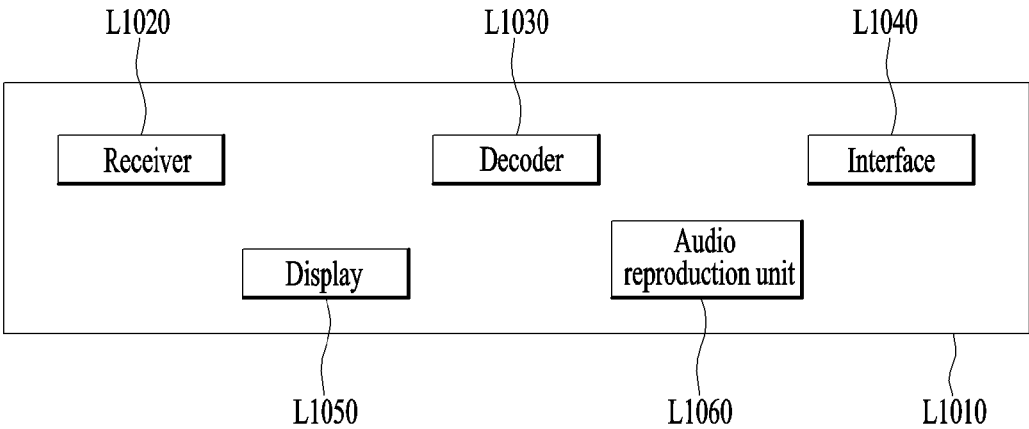 L1020
L1030
L1040
Receiver
Decoder
Interface
Display
Audio
reproduction unit
L1050
L1060
L1010